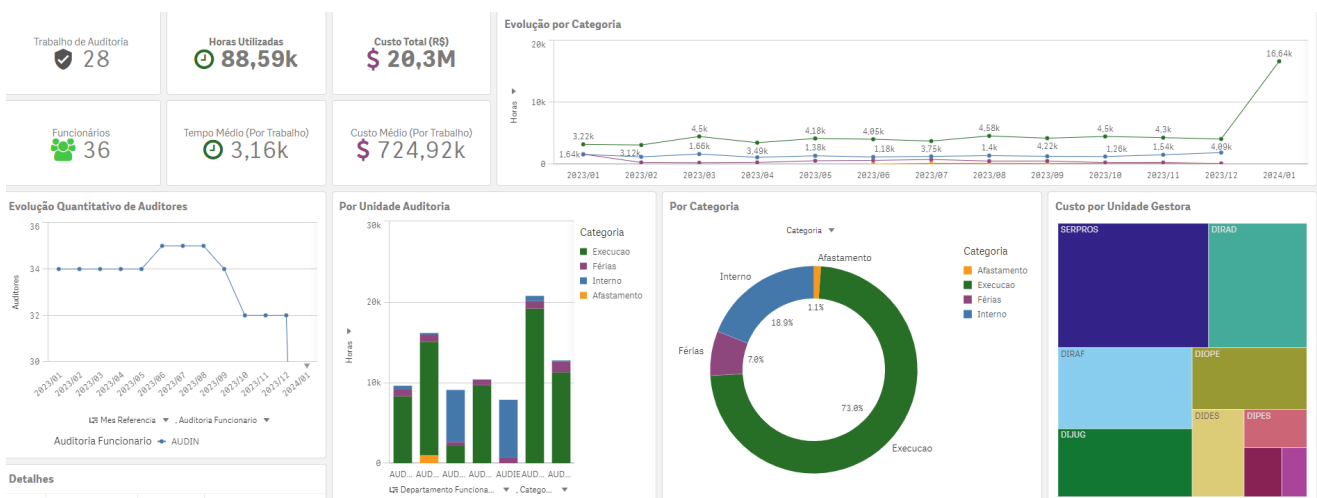 Trabalho de Auditoria
28
Horas Utilizadas
88,59k
Custo Total (R$)
$ 20,3M
Funcionários
36
Tempo Médio (Por Trabalho)
3,16k
Custo Médio (Por Trabalho)
$ 724,92k
Evolução por Categoria
20k
10k
0
Horas
16,64k
3,22k
4,5k
4,18k
4,05k
4,58k
4,5k
4,3k
1,64k
3,12k
1,66k
3,49k
1,38k
1,18k
3,75k
1,4k
4,22k
1,26k
1,54k
4,09k
2023/01 2023/02 2023/03 2023/04 2023/05 2023/06 2023/07 2023/08 2023/09 2023/10 2023/11 2023/12 2024/01
Evolução Quantitativo de Auditores
36
34
32
30
Auditores
2023/01 2023/02 2023/03 2023/04 2023/05 2023/06 2023/07 2023/08 2023/09 2023/10 2023/11 2023/12 2024/01
Mes Referencia , Auditoria Funcionario
Auditoria Funcionario AUDIN
Detalhes
Por Unidade Auditoria
30k
20k
10k
0
Horas
Categoria
Execucao
Férias
Interno
Afastamento
AUD... AUD... AUD... AUD... AUDIE AUD... AUD...
Departamento Funciona... , Catego...
Por Categoria
Categoria
Afastamento
Interno
Férias
Execucao
1.1%
18.9%
7.0%
73.0%
Categoria
Afastamento
Execucao
Férias
Interno
Custo por Unidade Gestora
SERPROS
DIRAD
DIRAF
DIOPE
DIJUG
DIDES
DIPES